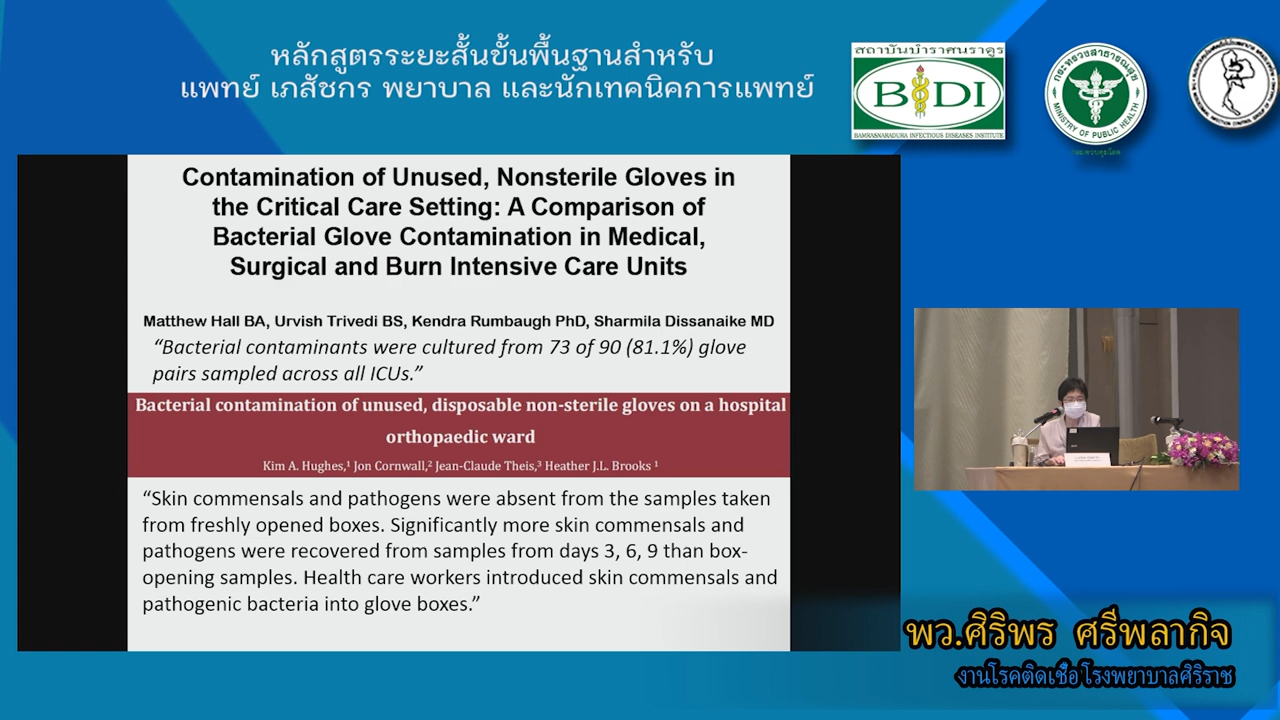 หลักสูตรระยะสั้นขั้นพื้นฐานสำหรับ
แพทย์ เภสัชกร พยาบาล และนักเทคนิคการแพทย์
สถาบันบำราศนราดูร
BIDI
BAMRASNARADURA INFECTIOUS DISEASES INSTITUTE
กระทรวงสาธารณสุข
MINISTRY OF PUBLIC HEALTH
กรมควบคุมโรค
Contamination of Unused, Nonsterile Gloves in
the Critical Care Setting: A Comparison of
Bacterial Glove Contamination in Medical,
Surgical and Burn Intensive Care Units
Matthew Hall BA, Urvish Trivedi BS, Kendra Rumbaugh PhD, Sharmila Dissanaike MD
“Bacterial contaminants were cultured from 73 of 90 (81.1%) glove
pairs sampled across all ICUs.”
Bacterial contamination of unused, disposable non-sterile gloves on a hospital
orthopaedic ward
Kim A. Hughes,¹ Jon Cornwall,² Jean-Claude Theis,³ Heather J.L. Brooks ¹
“Skin commensals and pathogens were absent from the samples taken
from freshly opened boxes. Significantly more skin commensals and
pathogens were recovered from samples from days 3, 6, 9 than box-
opening samples. Health care workers introduced skin commensals and
pathogenic bacteria into glove boxes.”
พว.ศิริพร ศรีพลากิจ
งานโรคติดเชื้อ โรงพยาบาลศิริราช